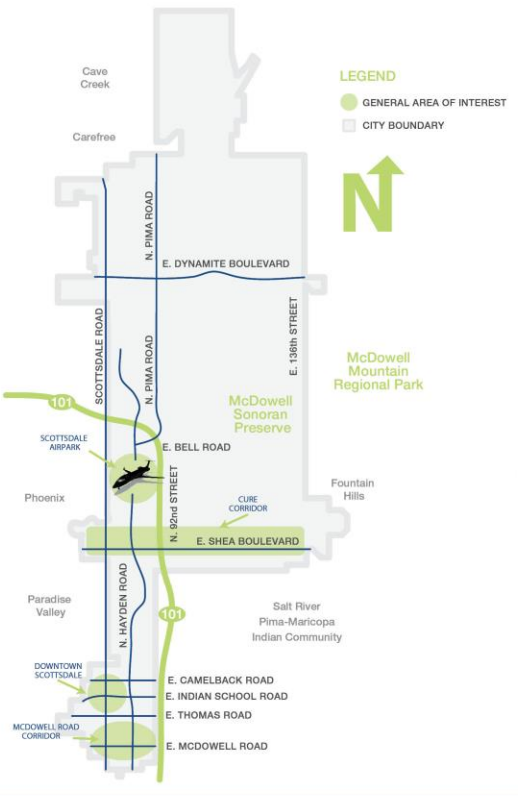 Cave
Creek
LEGEND
GENERAL AREA OF INTEREST
CITY BOUNDARY
Carefree
N
N. PIMA ROAD
E. DYNAMITE BOULEVARD
SCOTTSDALE ROAD
N. PIMA ROAD
E. 136th STREET
McDowell
Mountain
Regional Park
101
McDowell
Sonoran
Preserve
SCOTTSDALE
AIRPARK
E. BELL ROAD
Phoenix
N. 92nd STREET
CURE
CORRIDOR
Fountain
Hills
E. SHEA BOULEVARD
N. HAYDEN ROAD
Paradise
Valley
101
Salt River
Pima-Maricopa
Indian Community
DOWNTOWN
SCOTTSDALE
E. CAMELBACK ROAD
E. INDIAN SCHOOL ROAD
E. THOMAS ROAD
MCDOWELL ROAD
CORRIDOR
E. MCDOWELL ROAD